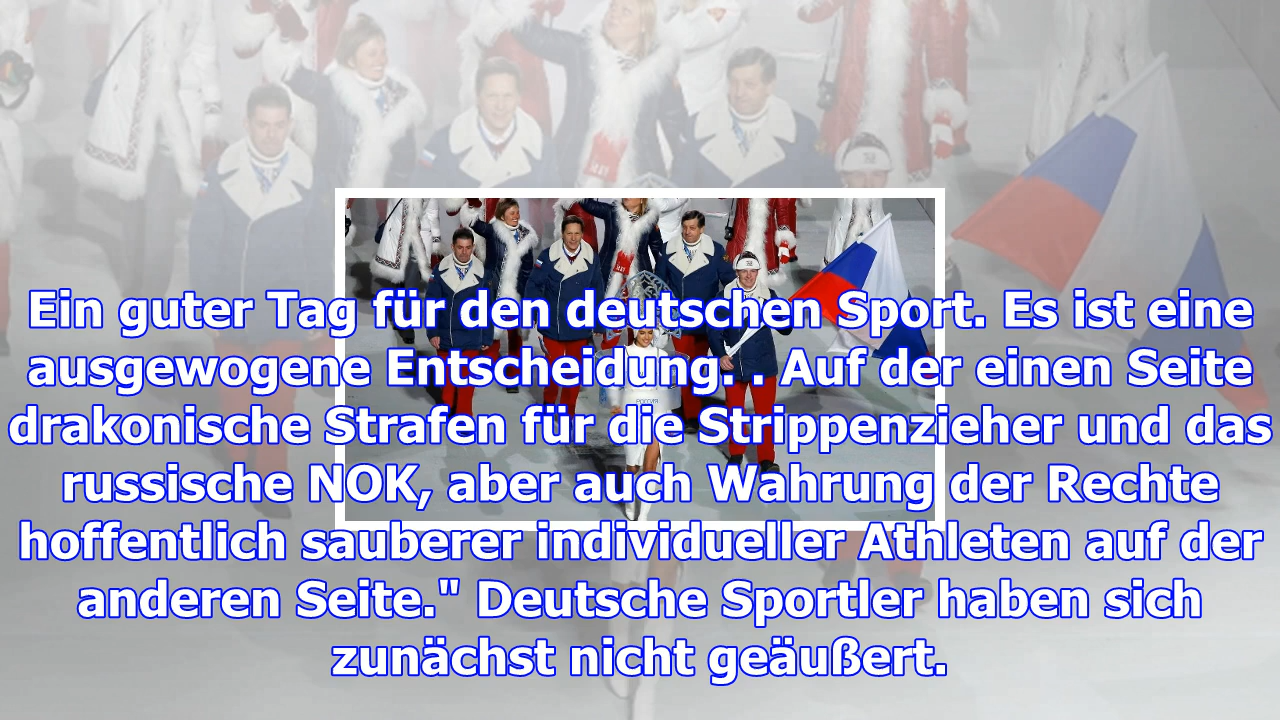 Ein guter Tag für den deutschen Sport. Es ist eine
ausgewogene Entscheidung. . Auf der einen Seite
drakonische Strafen für die Strippenzieher und das
russische NOK, aber auch Wahrung der Rechte
hoffentlich sauberer individueller Athleten auf der
anderen Seite." Deutsche Sportler haben sich
zunächst nicht geäußert.